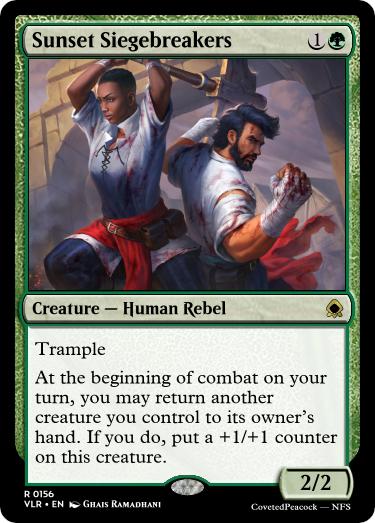 Sunset Siegebreakers 1
Creature — Human Rebel
Trample
At the beginning of combat on your
turn, you may return another
creature you control to its owner's
hand. If you do, put a +1/+1 counter
on this creature.
2/2
R 0156
VLR • EN Ghais Ramadhani
CovetedPeacock — NFS